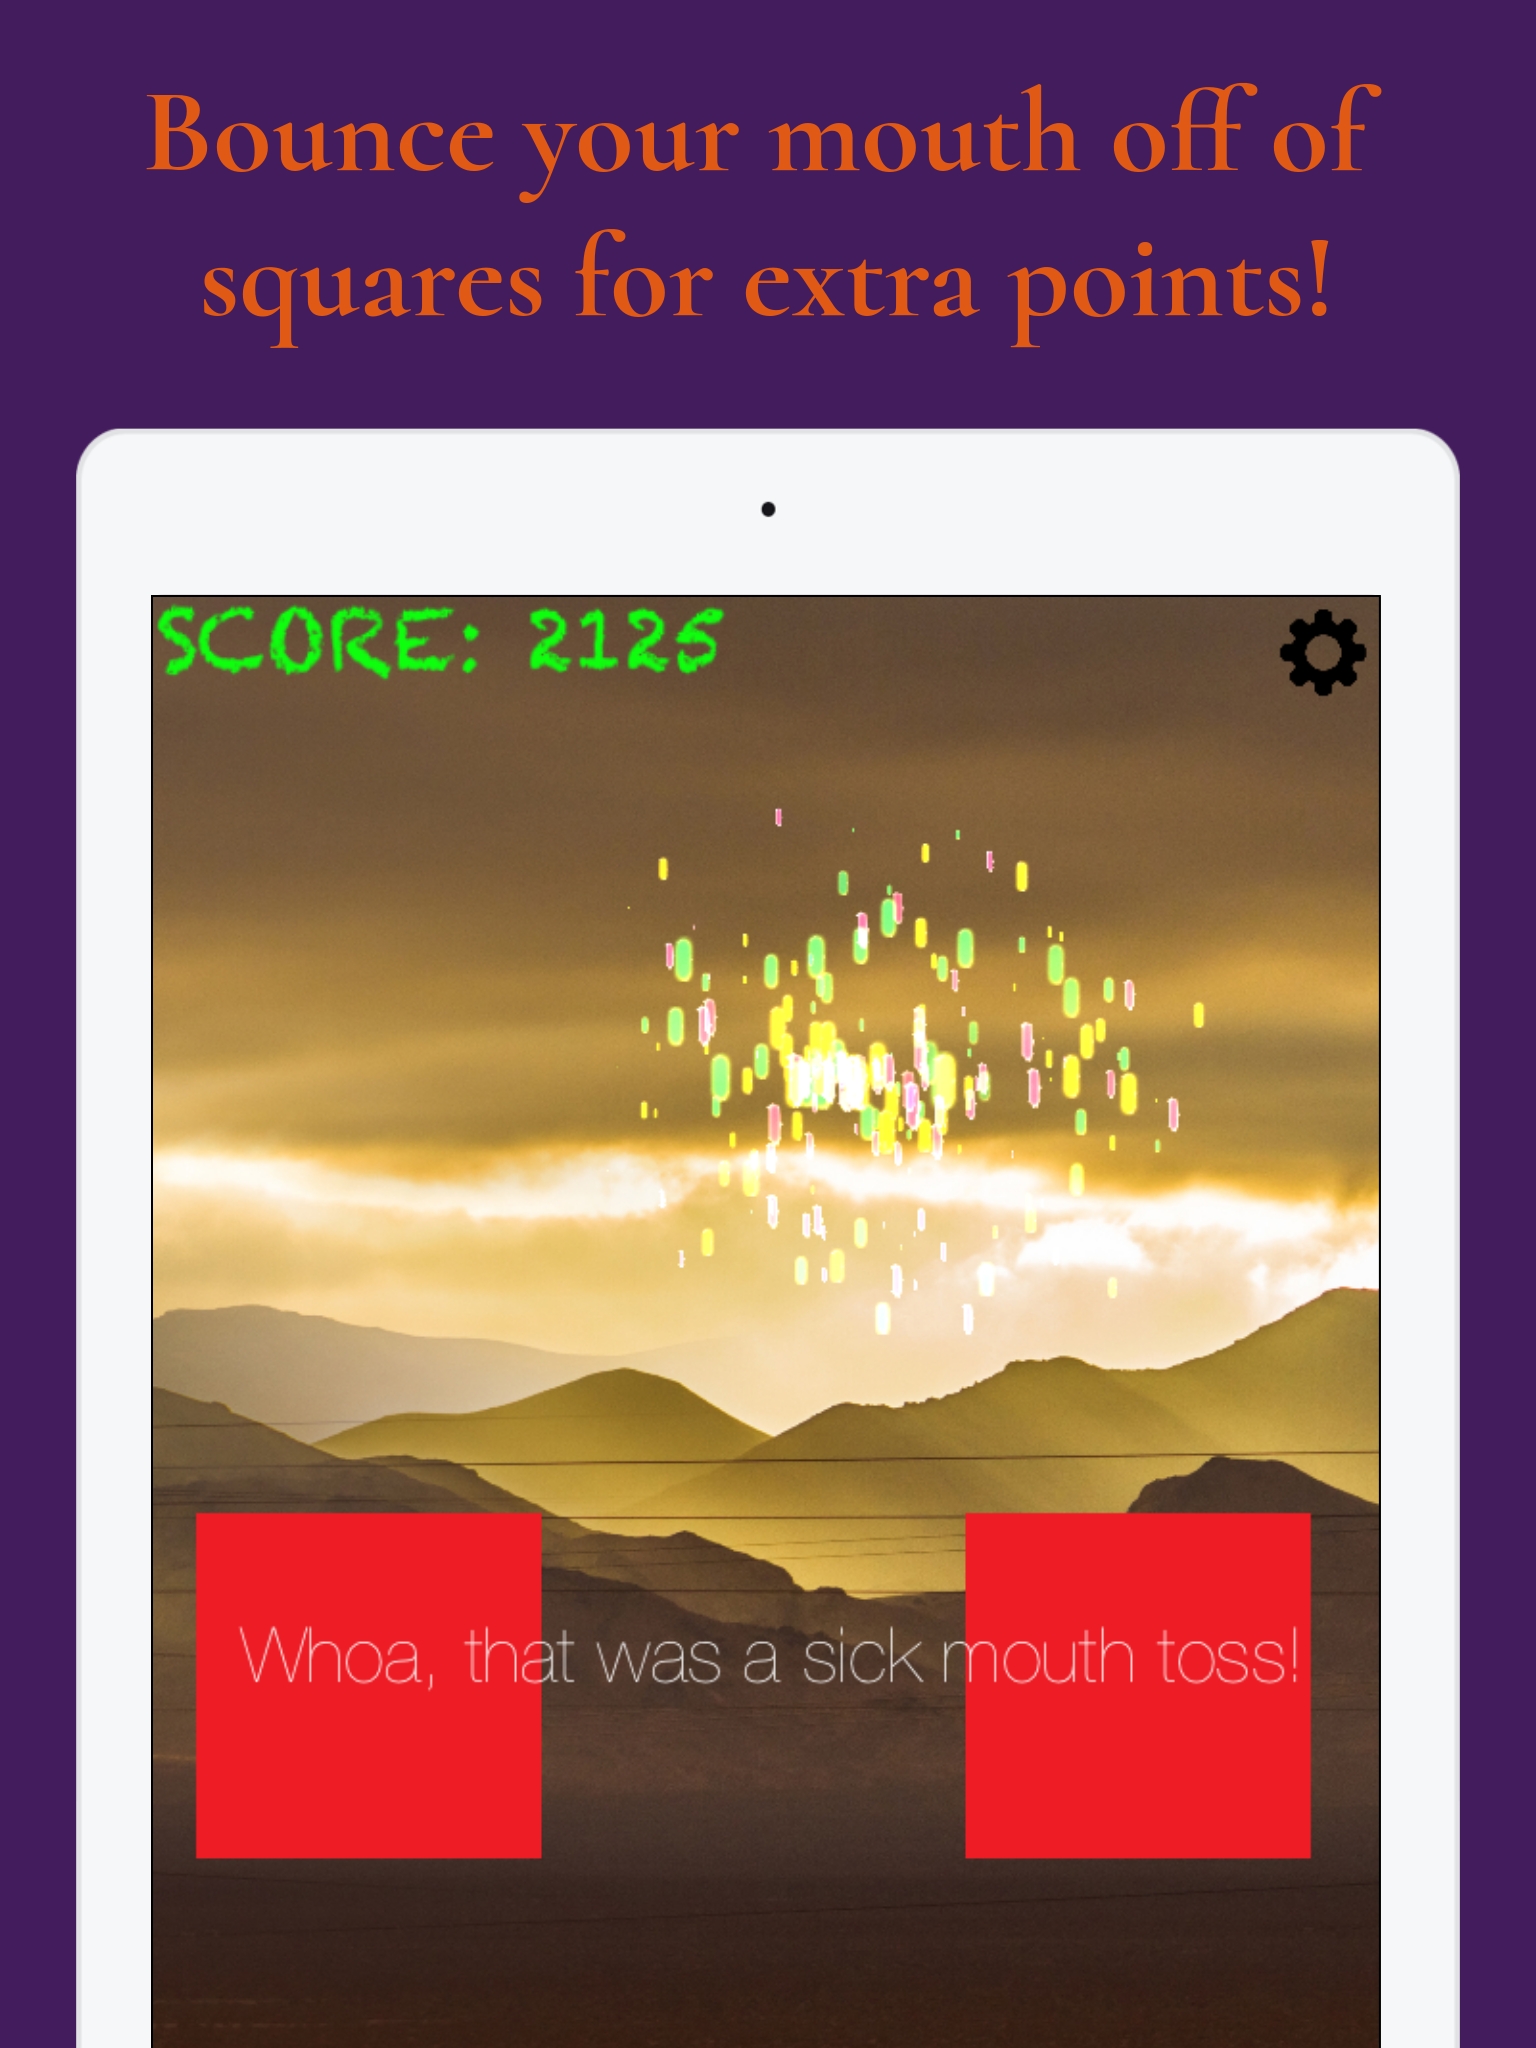 Bounce your mouth off of
squares for extra points!
SCORE: 2125
Whoa, that was a sick mouth toss!